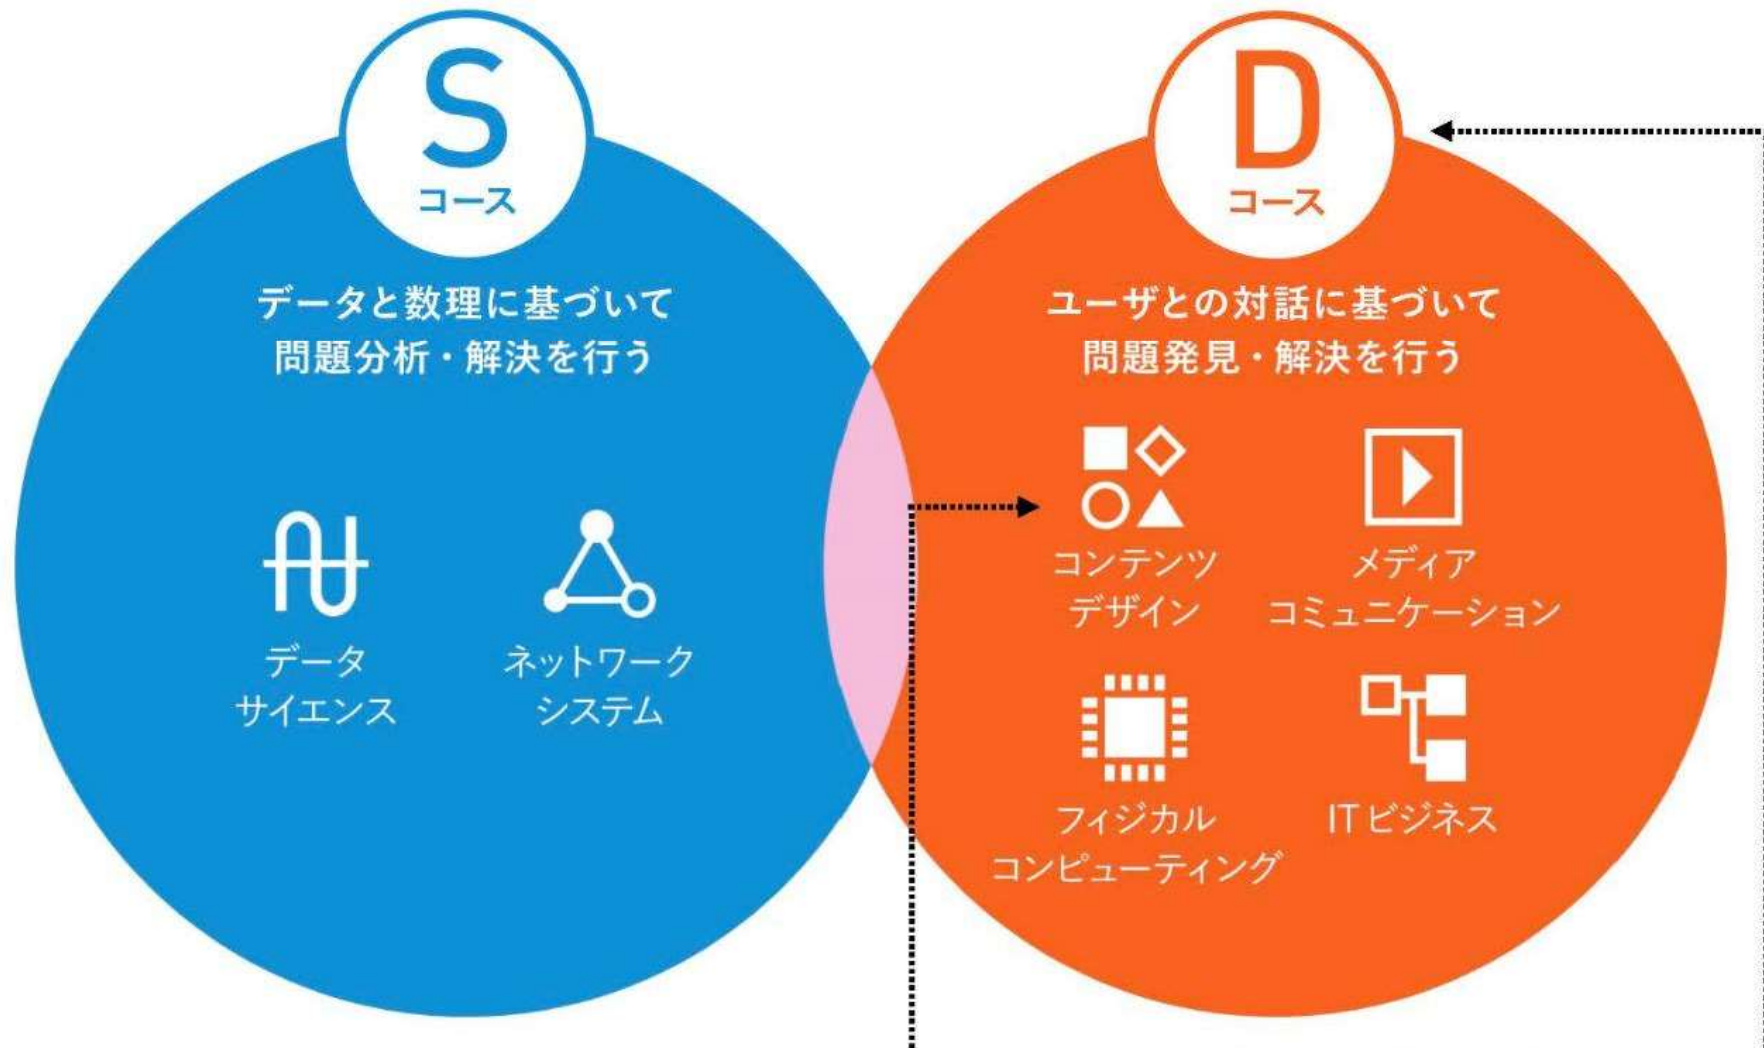 S
コース
データと数理に基づいて
問題分析・解決を行う
データ
サイエンス
ネットワーク
システム
D
コース
ユーザとの対話に基づいて
問題発見・解決を行う
コンテンツ
デザイン
メディア
コミュニケーション
フィジカル
コンピューティング
IT ビジネス